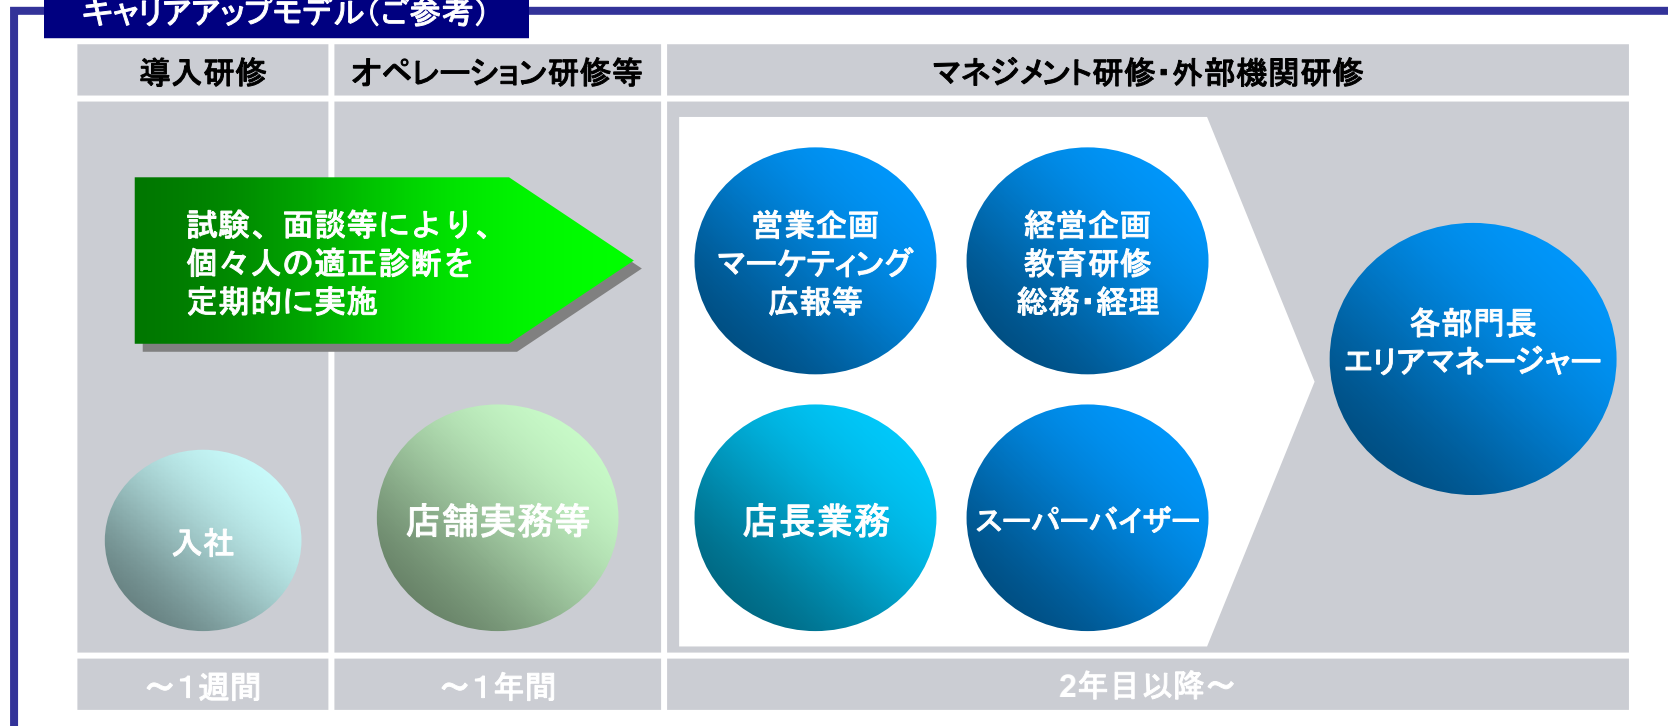 キャリアアップモデル(ご参考)
導入研修
オペレーション研修等
マネジメント研修・外部機関研修
試験、面談等により、
個々人の適正診断を
定期的に実施
営業企画
マーケティング
広報等
経営企画
教育研修
総務・経理
各部門長
エリアマネージャー
入社
店舗実務等
店長業務
スーパーバイザー
～1週間
～1年間
2年目以降～